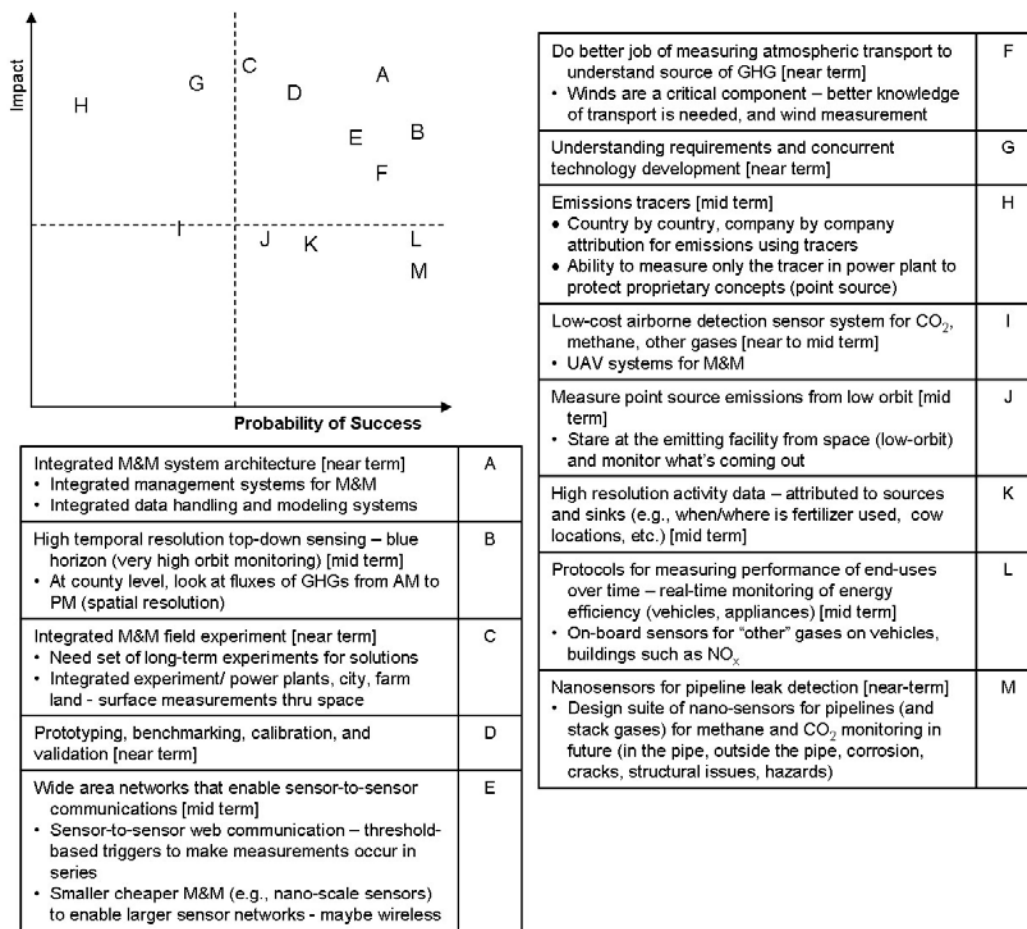 Impact
C
A
G
D
H
B
E
F
I
J
K
L
M
Probability of Success
Integrated M&M system architecture [near term]
• Integrated management systems for M&M
• Integrated data handling and modeling systems
A
High temporal resolution top-down sensing – blue
horizon (very high orbit monitoring) [mid term]
• At county level, look at fluxes of GHGs from AM to
PM (spatial resolution)
B
Integrated M&M field experiment [near term]
• Need set of long-term experiments for solutions
• Integrated experiment/ power plants, city, farm
land - surface measurements thru space
C
Prototyping, benchmarking, calibration, and
validation [near term]
D
Wide area networks that enable sensor-to-sensor
communications [mid term]
• Sensor-to-sensor web communication – threshold-
based triggers to make measurements occur in
series
• Smaller cheaper M&M (e.g., nano-scale sensors)
to enable larger sensor networks - maybe wireless
E
Do better job of measuring atmospheric transport to
understand source of GHG [near term]
• Winds are a critical component – better knowledge
of transport is needed, and wind measurement
F
Understanding requirements and concurrent
technology development [near term]
G
Emissions tracers [mid term]
● Country by country, company by company
attribution for emissions using tracers
● Ability to measure only the tracer in power plant to
protect proprietary concepts (point source)
H
Low-cost airborne detection sensor system for CO₂,
methane, other gases [near to mid term]
• UAV systems for M&M
I
Measure point source emissions from low orbit [mid
term]
• Stare at the emitting facility from space (low-orbit)
and monitor what's coming out
J
High resolution activity data – attributed to sources
and sinks (e.g., when/where is fertilizer used, cow
locations, etc.) [mid term]
K
Protocols for measuring performance of end-uses
over time – real-time monitoring of energy
efficiency (vehicles, appliances) [mid term]
• On-board sensors for "other" gases on vehicles,
buildings such as NOₓ
L
Nanosensors for pipeline leak detection [near-term]
• Design suite of nano-sensors for pipelines (and
stack gases) for methane and CO₂ monitoring in
future (in the pipe, outside the pipe, corrosion,
cracks, structural issues, hazards)
M